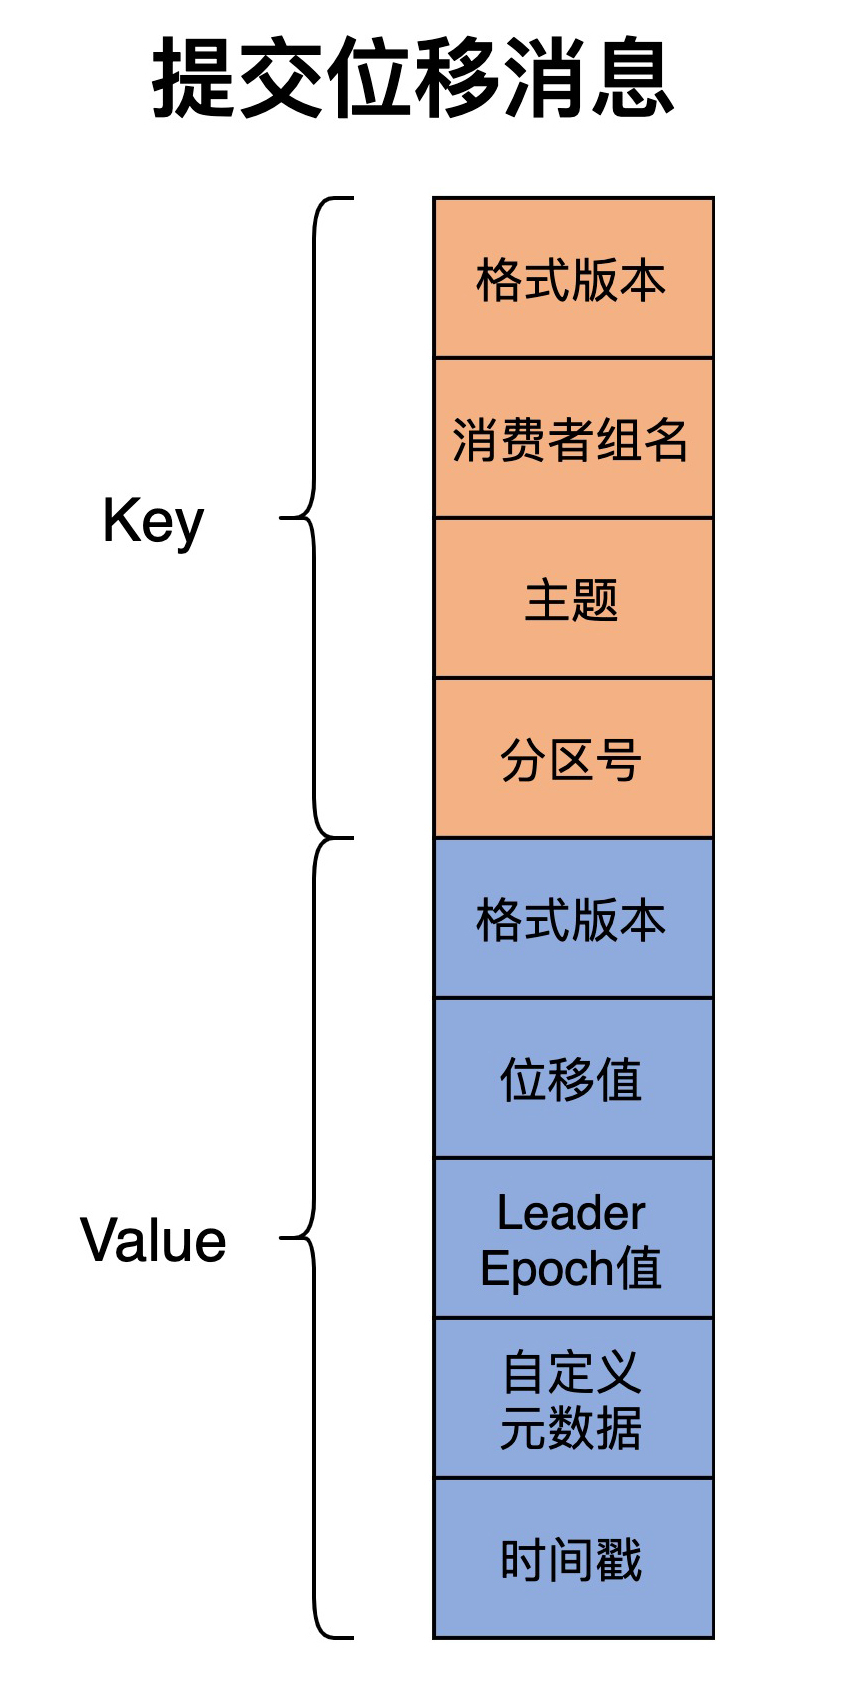 提交位移消息
格式版本
消费者组名
Key
主题
分区号
格式版本
位移值
Value
Leader
Epoch值
自定义
元数据
时间戳